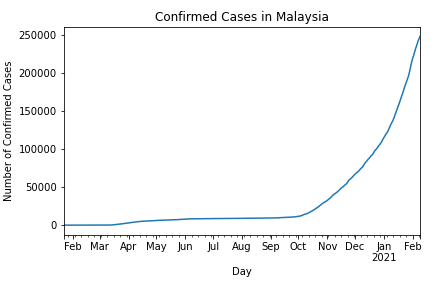 Confirmed Cases in Malaysia
Number of Confirmed Cases
250000
200000
150000
100000
50000
0
Feb Mar Apr May Jun Jul Aug Sep Oct Nov Dec Jan Feb
2021
Day